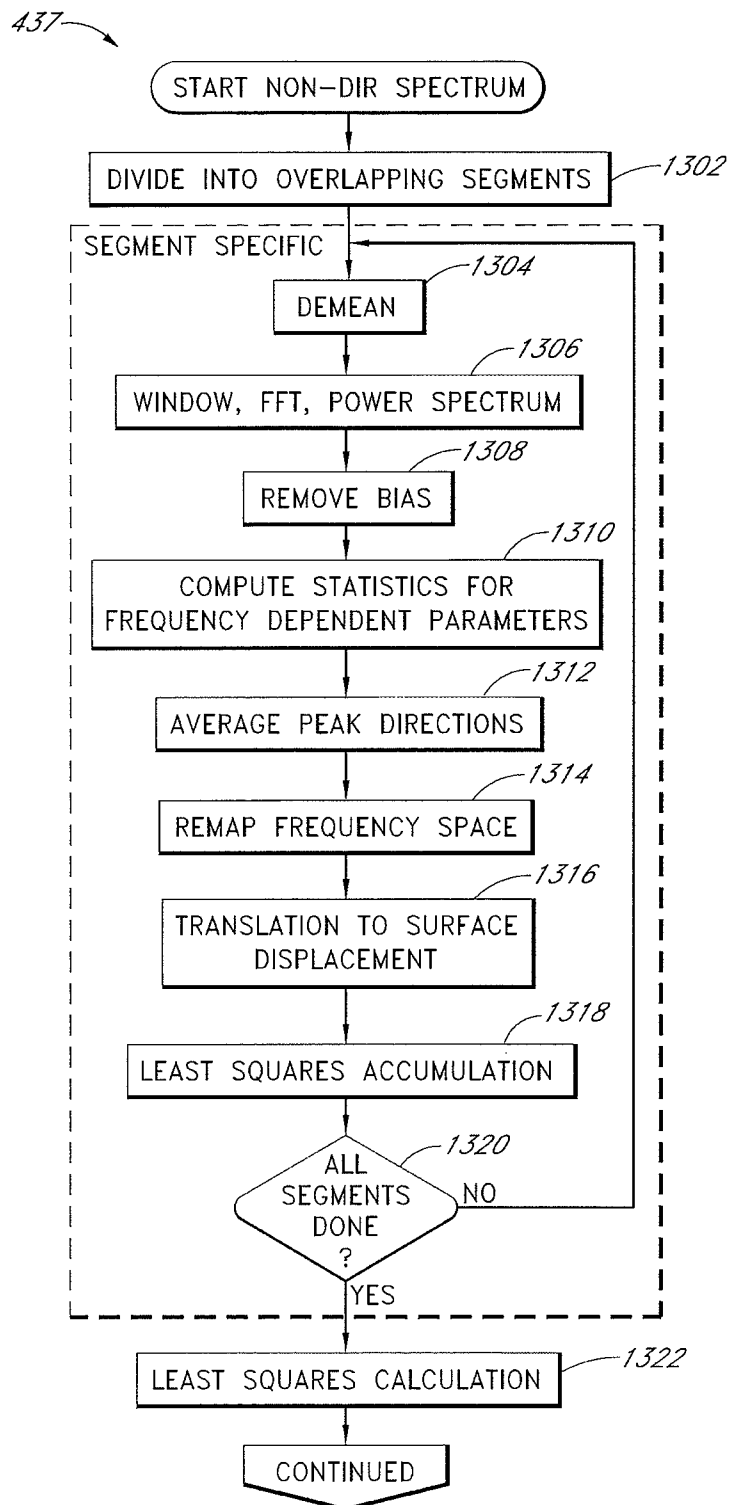 437
START NON-DIR SPECTRUM
DIVIDE INTO OVERLAPPING SEGMENTS
1302
SEGMENT SPECIFIC
1304
DEMEAN
1306
WINDOW, FFT, POWER SPECTRUM
1308
REMOVE BIAS
1310
COMPUTE STATISTICS FOR
FREQUENCY DEPENDENT PARAMETERS
1312
AVERAGE PEAK DIRECTIONS
1314
REMAP FREQUENCY SPACE
1316
TRANSLATION TO SURFACE
DISPLACEMENT
1318
LEAST SQUARES ACCUMULATION
1320
ALL
SEGMENTS
DONE
?
NO
YES
1322
LEAST SQUARES CALCULATION
CONTINUED